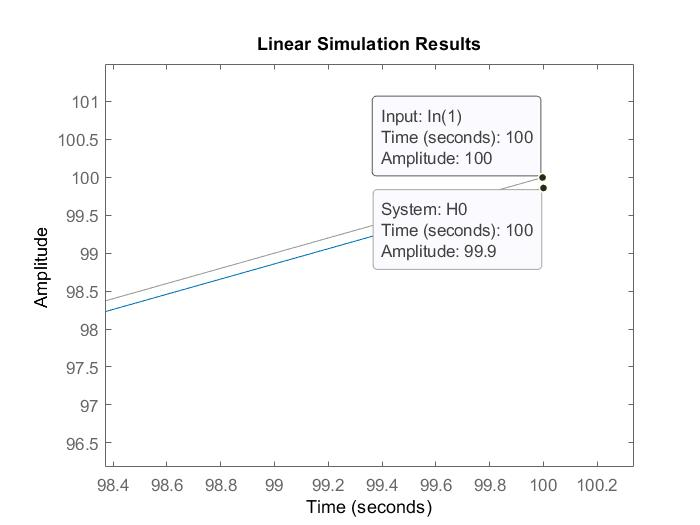 Linear Simulation Results
101
100.5
100
99.5
99
98.5
98
97.5
97
96.5
Amplitude
Input: In(1)
Time (seconds): 100
Amplitude: 100
System: H0
Time (seconds): 100
Amplitude: 99.9
98.4 98.6 98.8 99 99.2 99.4 99.6 99.8 100 100.2
Time (seconds)